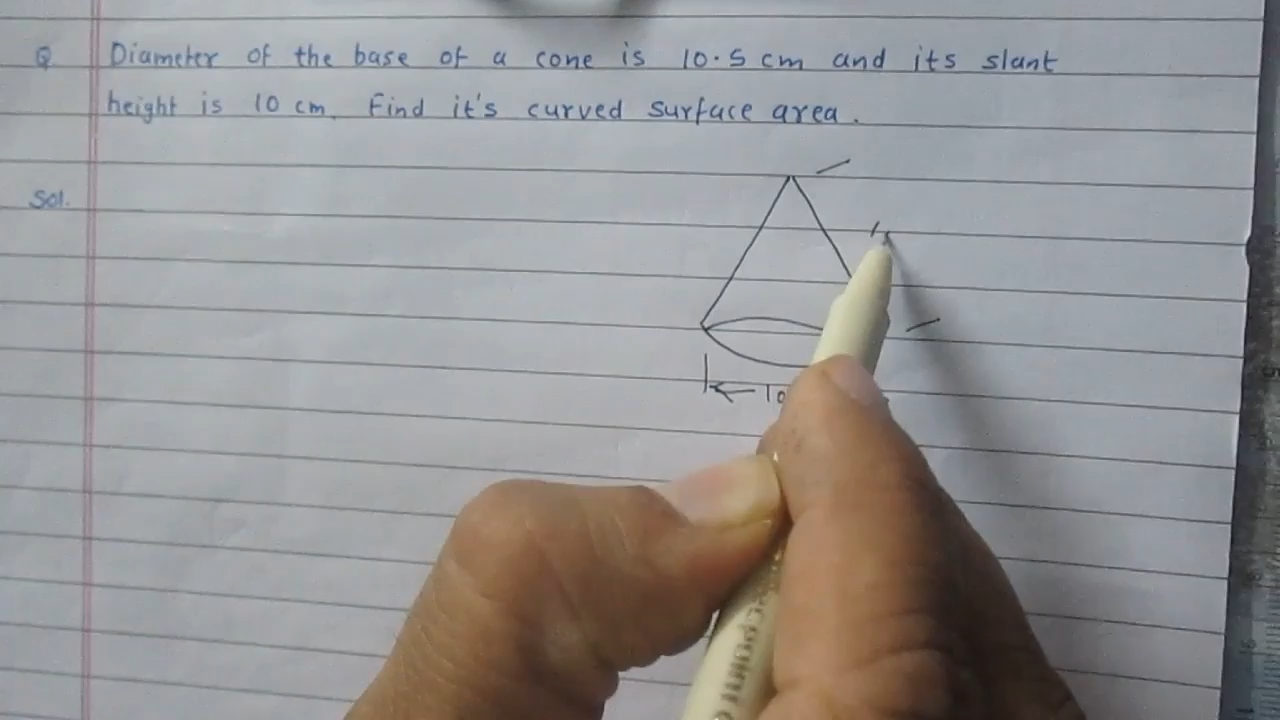 Q Diameter of the base of a cone is 10.5 cm and its slant
height is 10 cm. Find it's curved surface area.
Sol.
10